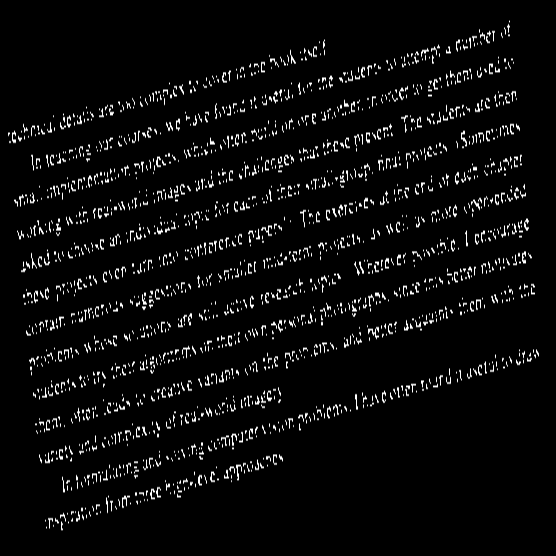 technical details are too complex to cover in the book itself.
In teaching our courses, we have found it useful for the students to attempt a number of
small implementation projects, which often build on one another, in order to get them used to
working with real-world images and the challenges that these present. The students are then
asked to choose an individual topic for each of their small-group, final projects. (Sometimes
these projects even turn into conference papers!) The exercises at the end of each chapter
contain numerous suggestions for smaller mid-term projects, as well as more open-ended
problems whose solutions are still active research topics. Wherever possible, I encourage
students to try their algorithms on their own personal photographs, since this better motivates
them, often leads to creative variants on the problems, and better acquaints them with the
variety and complexity of real-world imagery.
In formulating and solving computer vision problems, I have often found it useful to draw
inspiration from three high-level approaches